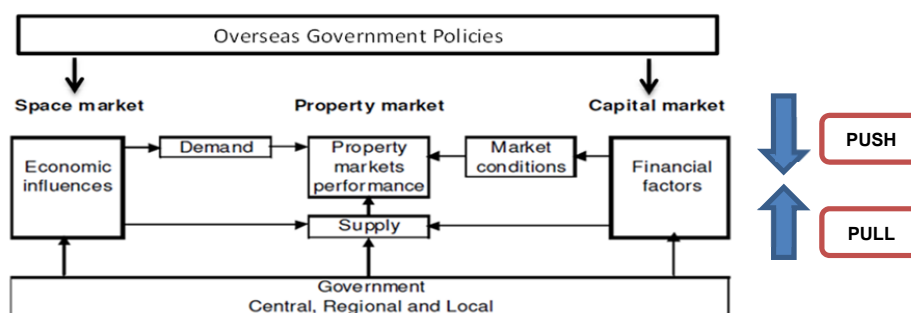 Overseas Government Policies
Space market
Property market
Capital market
Economic
influences
Demand
Property
markets
performance
Market
conditions
Financial
factors
Supply
PUSH
PULL
Government
Central, Regional and Local